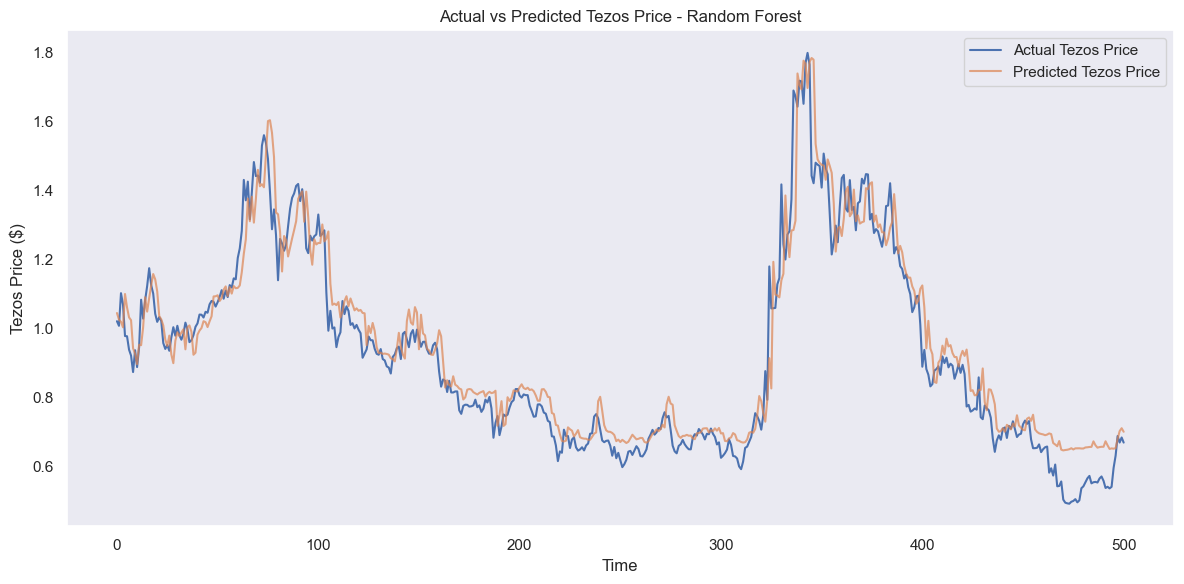 Actual vs Predicted Tezos Price - Random Forest
Actual Tezos Price
Predicted Tezos Price
Tezos Price ($)
1.8
1.6
1.4
1.2
1.0
0.8
0.6
0 100 200 300 400 500
Time